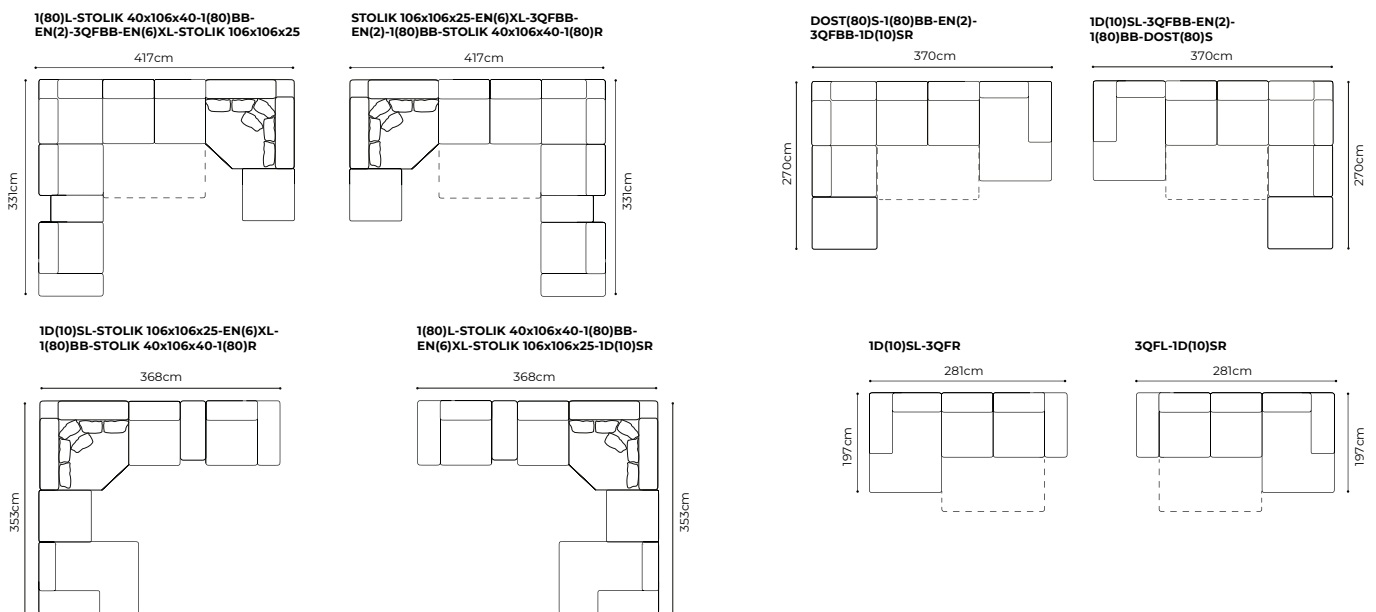 1(80)L-STOLIK 40x106x40-1(80)BB-
EN(2)-3QFBB-EN(6)XL-STOLIK 106x106x25
417cm
331cm
STOLIK 106x106x25-EN(6)XL-3QFBB-
EN(2)-1(80)BB-STOLIK 40x106x40-1(80)R
417cm
331cm
DOST(80)S-1(80)BB-EN(2)-
3QFBB-1D(10)SR
370cm
270cm
1D(10)SL-3QFBB-EN(2)-
1(80)BB-DOST(80)S
370cm
270cm
1D(10)SL-STOLIK 106x106x25-EN(6)XL-
1(80)BB-STOLIK 40x106x40-1(80)R
368cm
353cm
1(80)L-STOLIK 40x106x40-1(80)BB-
EN(6)XL-STOLIK 106x106x25-1D(10)SR
368cm
353cm
1D(10)SL-3QFR
281cm
197cm
3QFL-1D(10)SR
281cm
197cm